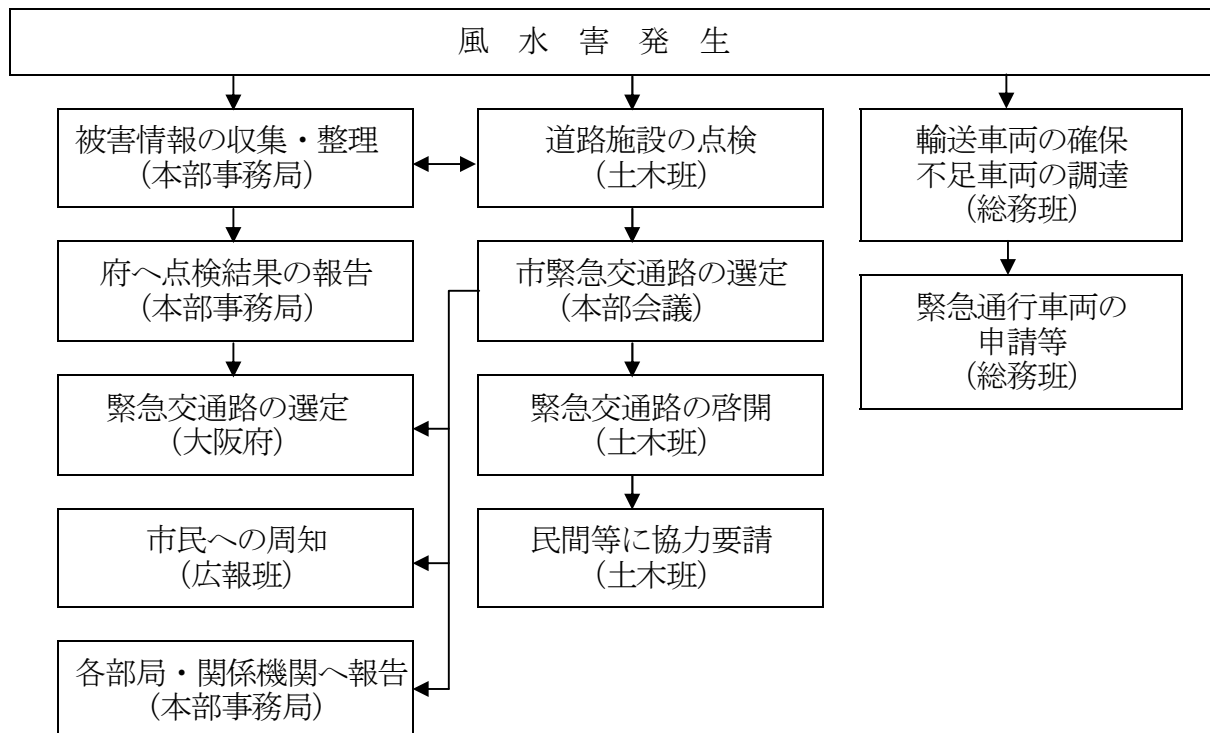 風 水 害 発 生
被害情報の収集・整理
(本部事務局)
道路施設の点検
(土木班)
輸送車両の確保
不足車両の調達
(総務班)
府へ点検結果の報告
(本部事務局)
市緊急交通路の選定
(本部会議)
緊急通行車両の
申請等
(総務班)
緊急交通路の選定
(大阪府)
緊急交通路の啓開
(土木班)
市民への周知
(広報班)
民間等に協力要請
(土木班)
各部局・関係機関へ報告
(本部事務局)